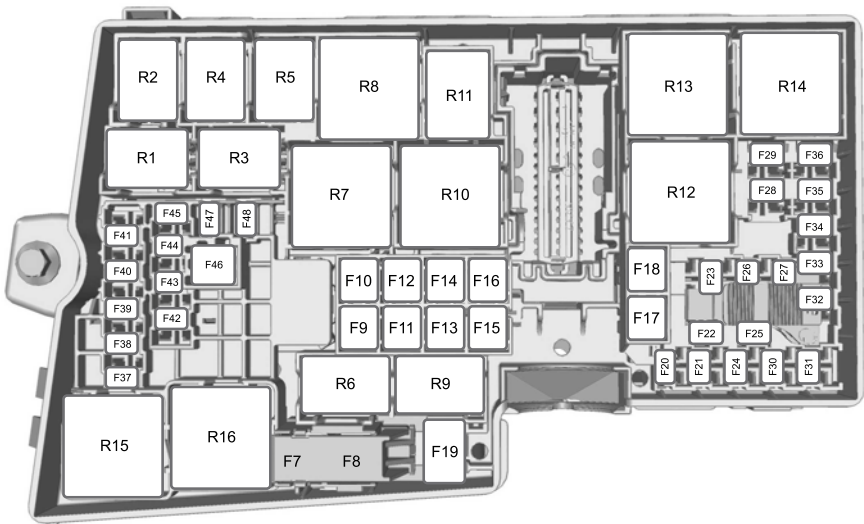 R2 R4 R5 R8 R11 R13 R14
R1 R3 R7 R10 R12 F29 F36
F28 F35
F45 F47 F48 F34
F41 F44 F46 F18 F23 F26 F27 F33
F40 F43 F10 F12 F14 F16 F32
F39 F42 F9 F11 F13 F15 F17 F22 F25
F38 F20 F21 F24 F30 F31
F37 R6 R9
R15 R16 F7 F8 F19